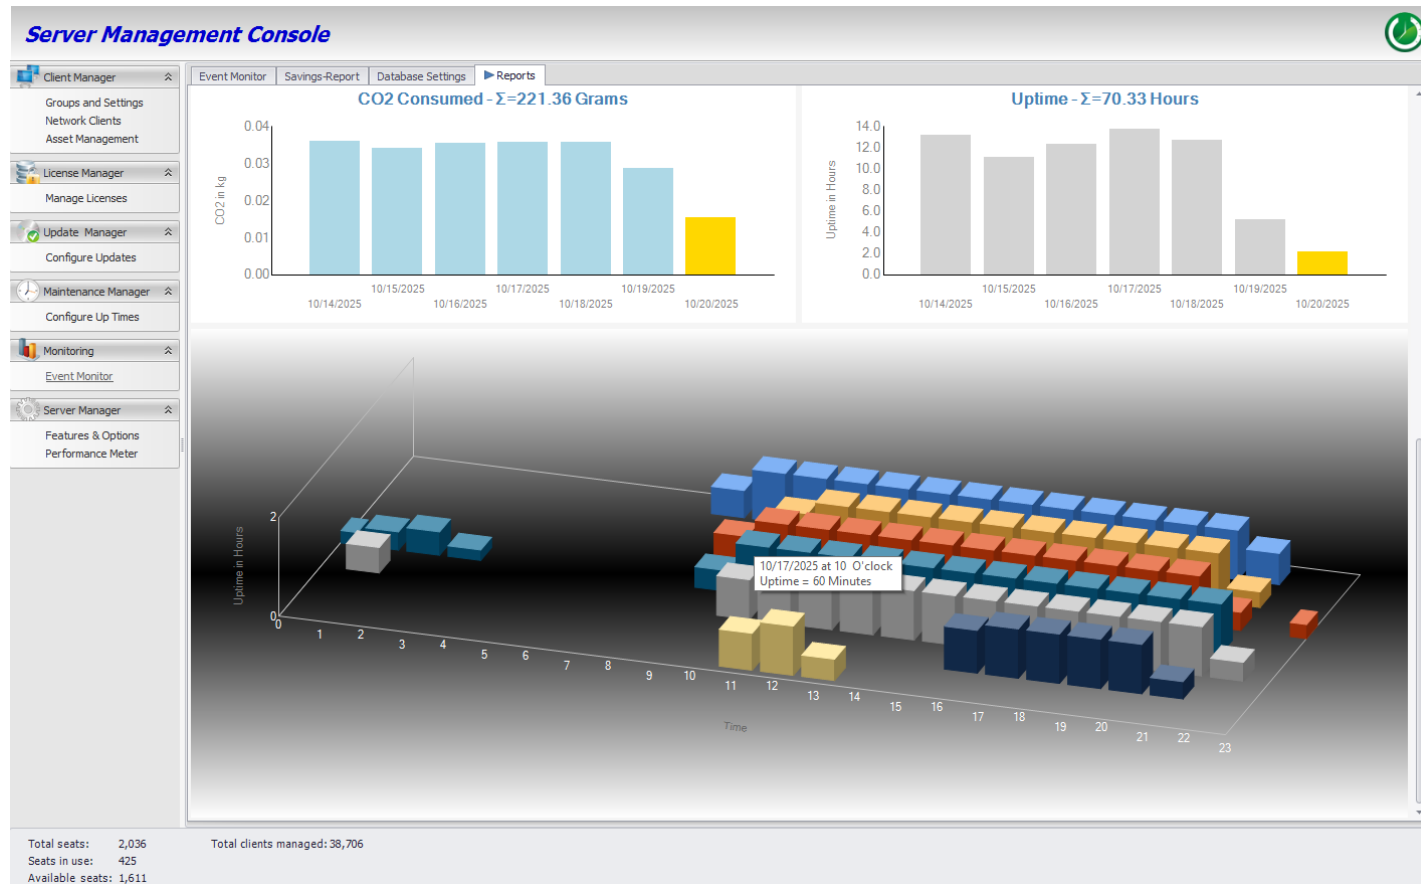 Server Management Console
Client Manager
Groups and Settings
Network Clients
Asset Management
License Manager
Manage Licenses
Update Manager
Configure Updates
Maintenance Manager
Configure Up Times
Monitoring
Event Monitor
Server Manager
Features & Options
Performance Meter
Event Monitor Savings-Report Database Settings Reports
CO2 Consumed - Σ=221.36 Grams
CO2 in kg
0.04
0.03
0.02
0.01
0.00
10/14/2025 10/15/2025 10/16/2025 10/17/2025 10/18/2025 10/19/2025 10/20/2025
Uptime - Σ=70.33 Hours
Uptime in Hours
14.0
12.0
10.0
8.0
6.0
4.0
2.0
0.0
10/14/2025 10/15/2025 10/16/2025 10/17/2025 10/18/2025 10/19/2025 10/20/2025
Uptime in Hours
2
0
0 1 2 3 4 5 6 7 8 9 10 11 12 13 14 15 16 17 18 19 20 21 22 23
Time
10/17/2025 at 10 O'clock
Uptime = 60 Minutes
Total seats: 2,036 Total clients managed: 38,706
Seats in use: 425
Available seats: 1,611